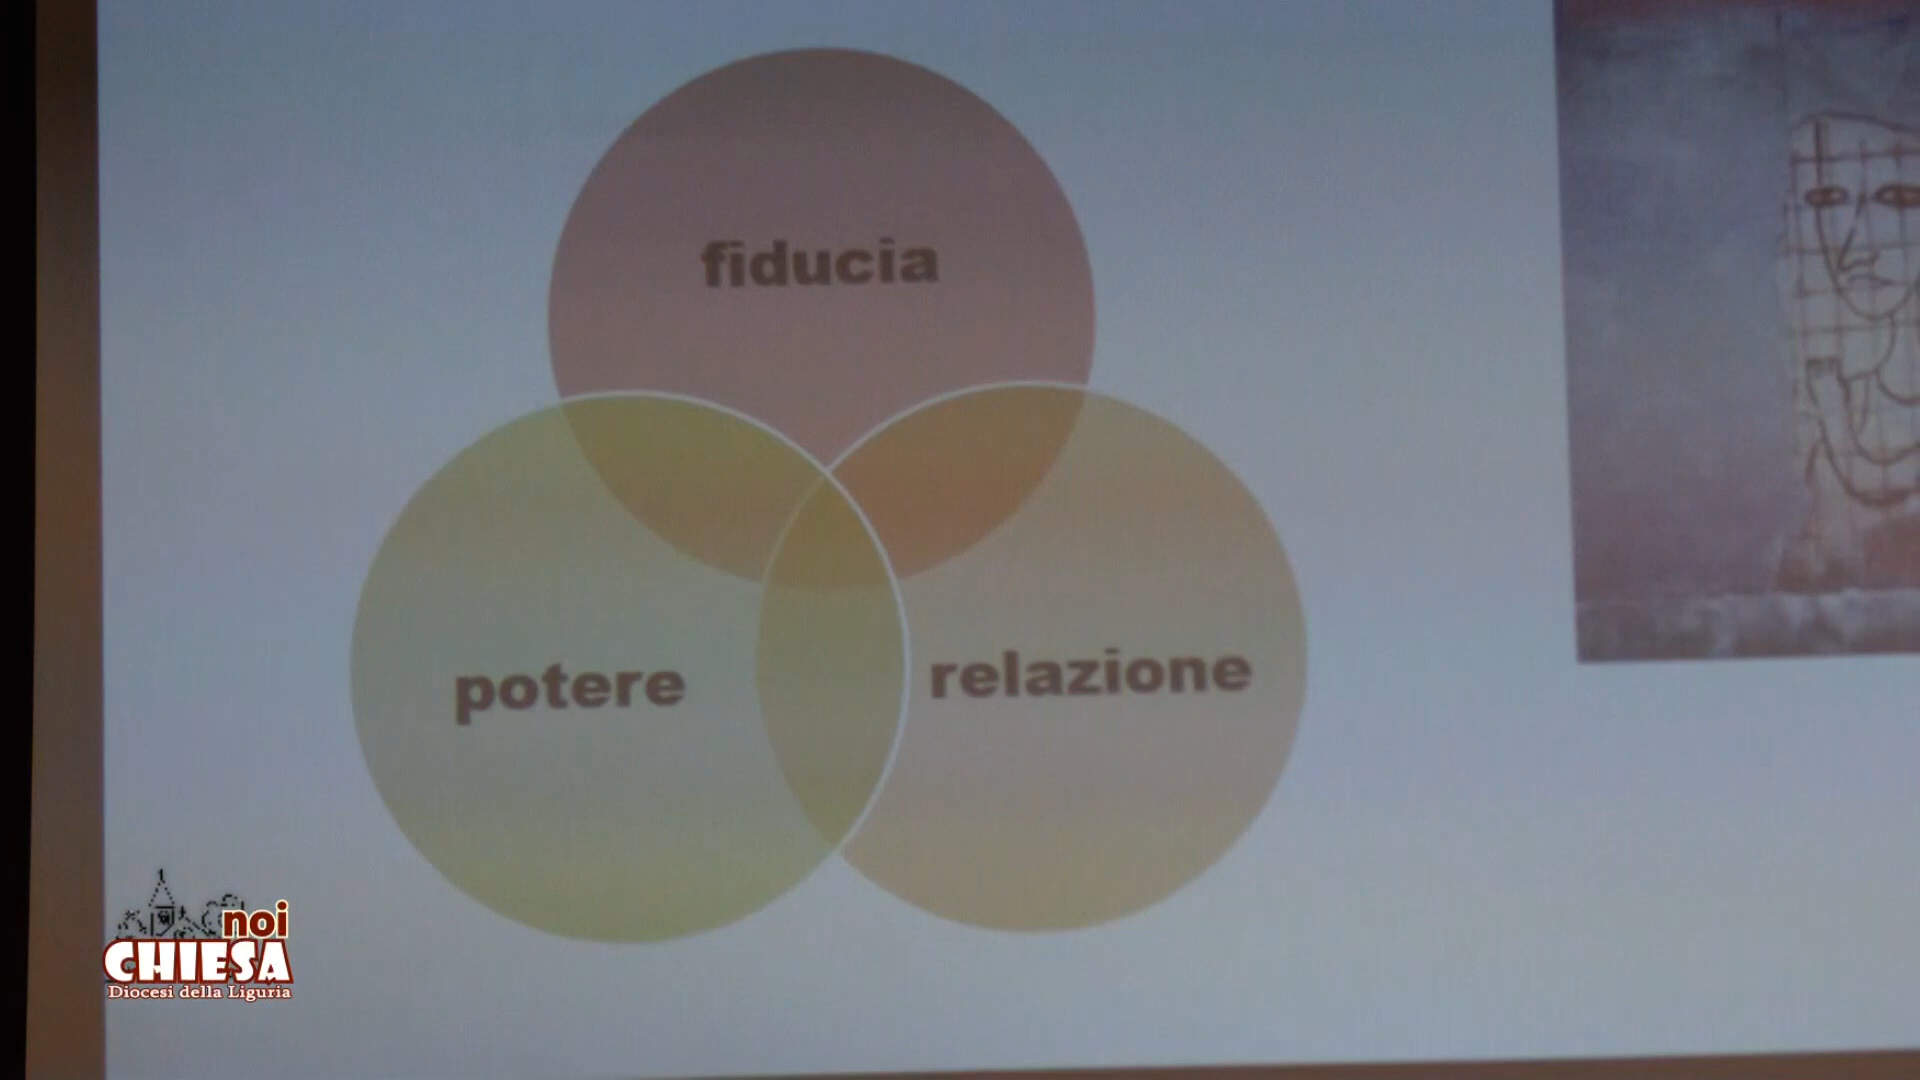 fiducia
potere
relazione
noi
CHIESA
Diocesi della Liguria